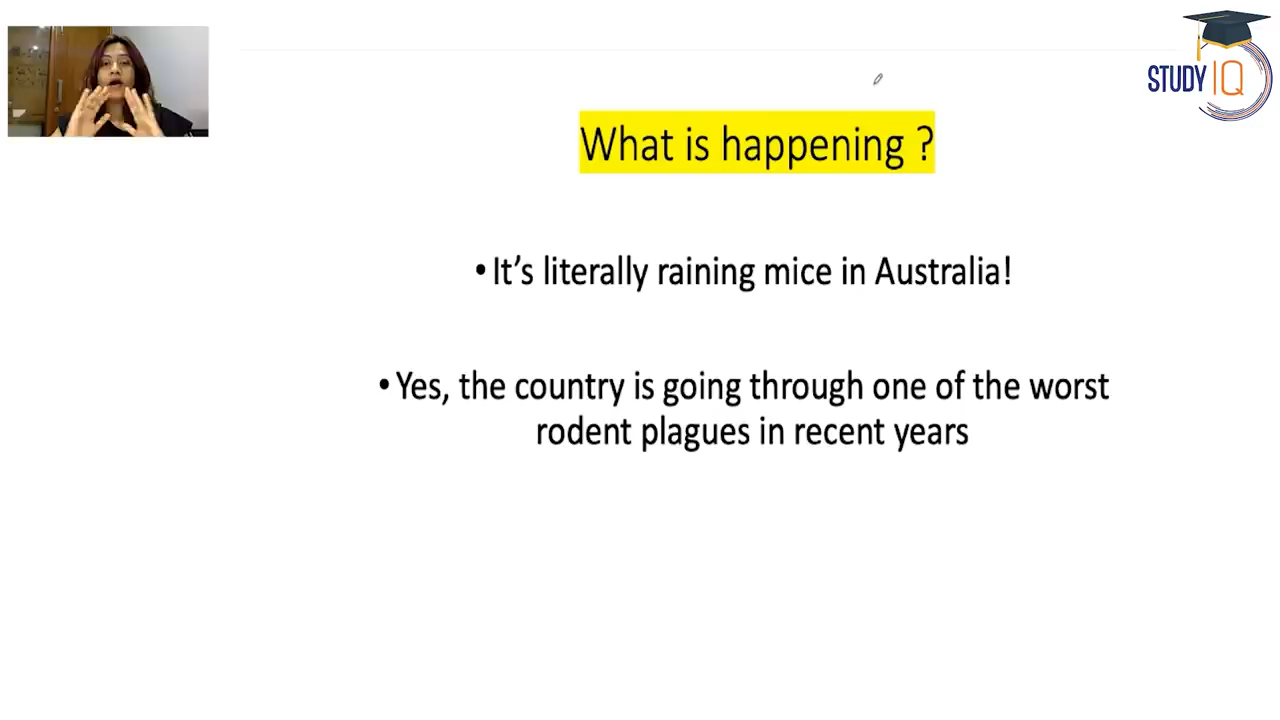 STUDY IQ
What is happening ?
•It's literally raining mice in Australia!
•Yes, the country is going through one of the worst
rodent plagues in recent years